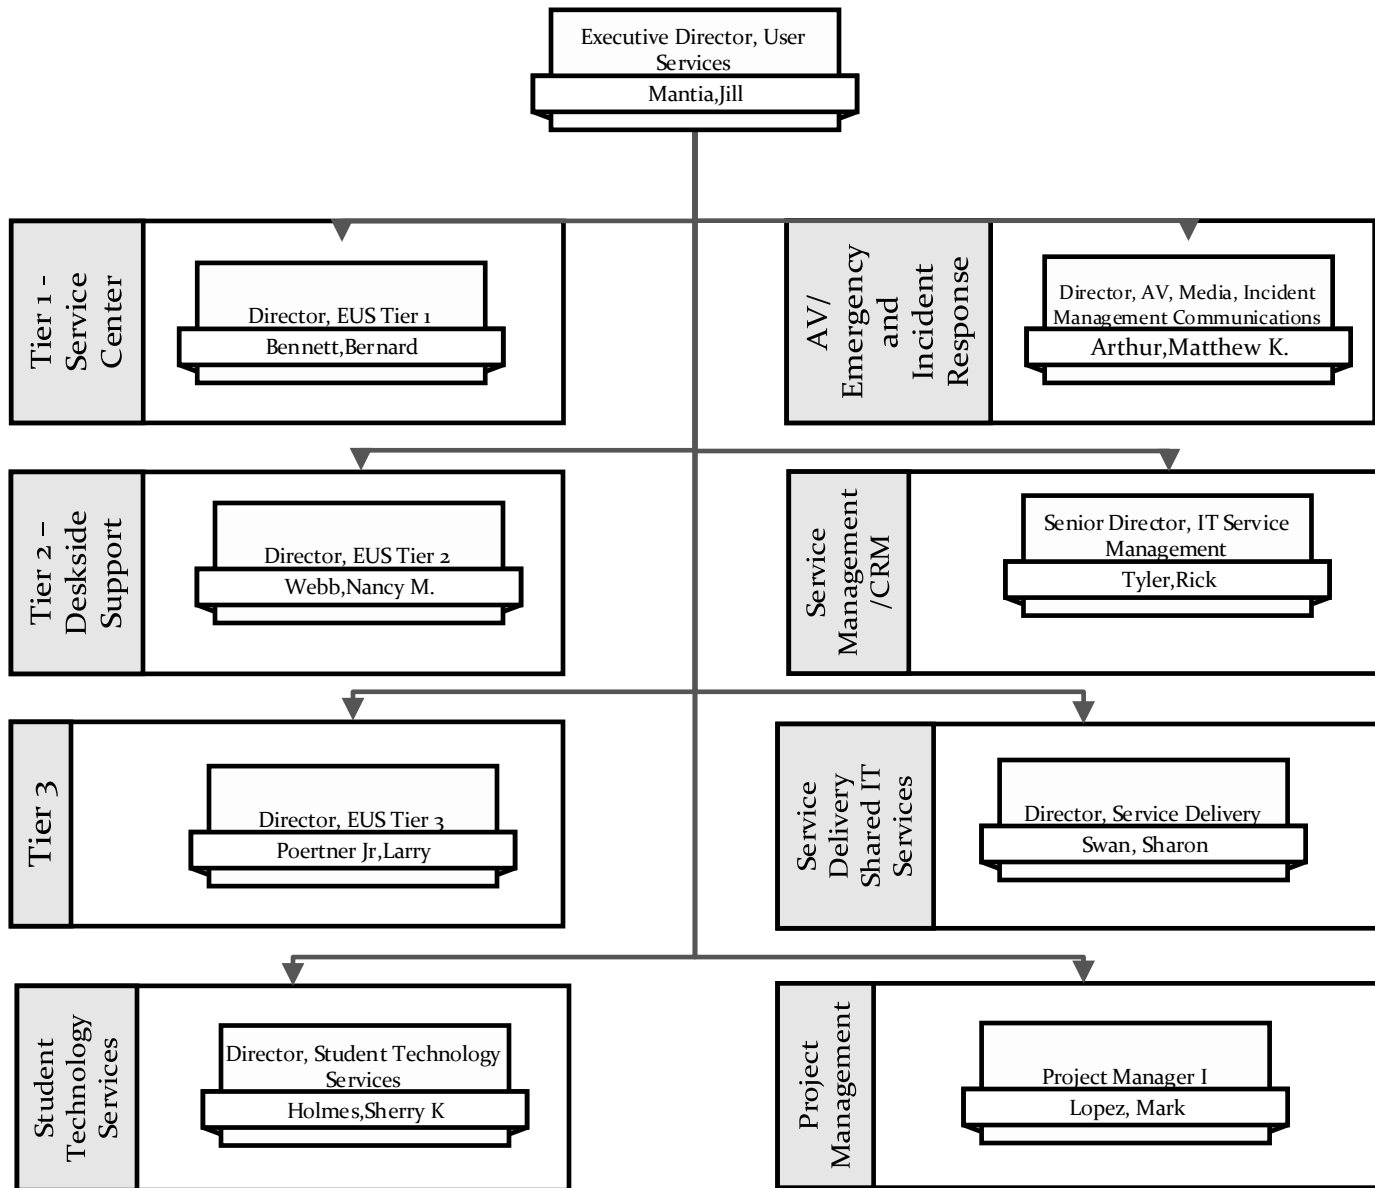 Executive Director, User
Services
Mantia,Jill
Tier 1 -
Service
Center
Director, EUS Tier 1
Bennett,Bernard
AV/
Emergency
and
Incident
Response
Director, AV, Media, Incident
Management Communications
Arthur,Matthew K.
Tier 2 –
Deskside
Support
Director, EUS Tier 2
Webb,Nancy M.
Service
Management
/CRM
Senior Director, IT Service
Management
Tyler,Rick
Tier 3
Director, EUS Tier 3
Poertner Jr,Larry
Service
Delivery
Shared IT
Services
Director, Service Delivery
Swan, Sharon
Student
Technology
Services
Director, Student Technology
Services
Holmes,Sherry K
Project
Management
Project Manager I
Lopez, Mark